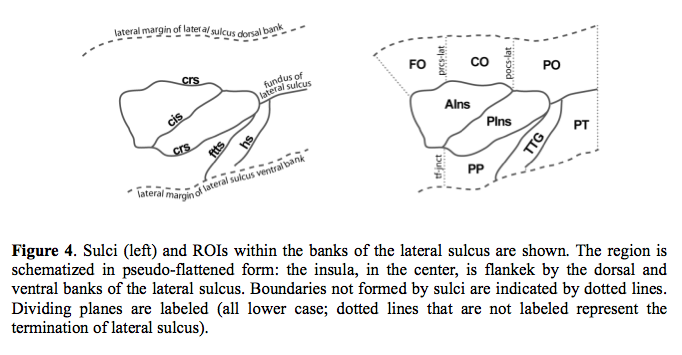 lateral margin of lateral sulcus dorsal bank
crs
fundus of
lateral sulcus
cis
crs
ftts
hs
lateral margin of lateral sulcus ventral bank
FO
prcs-lat
CO
pocs-lat
PO
AIns
PIns
PT
TTG
tf-jnct
PP
Figure 4. Sulci (left) and ROIs within the banks of the lateral sulcus are shown. The region is
schematized in pseudo-flattened form: the insula, in the center, is flankek by the dorsal and
ventral banks of the lateral sulcus. Boundaries not formed by sulci are indicated by dotted lines.
Dividing planes are labeled (all lower case; dotted lines that are not labeled represent the
termination of lateral sulcus).